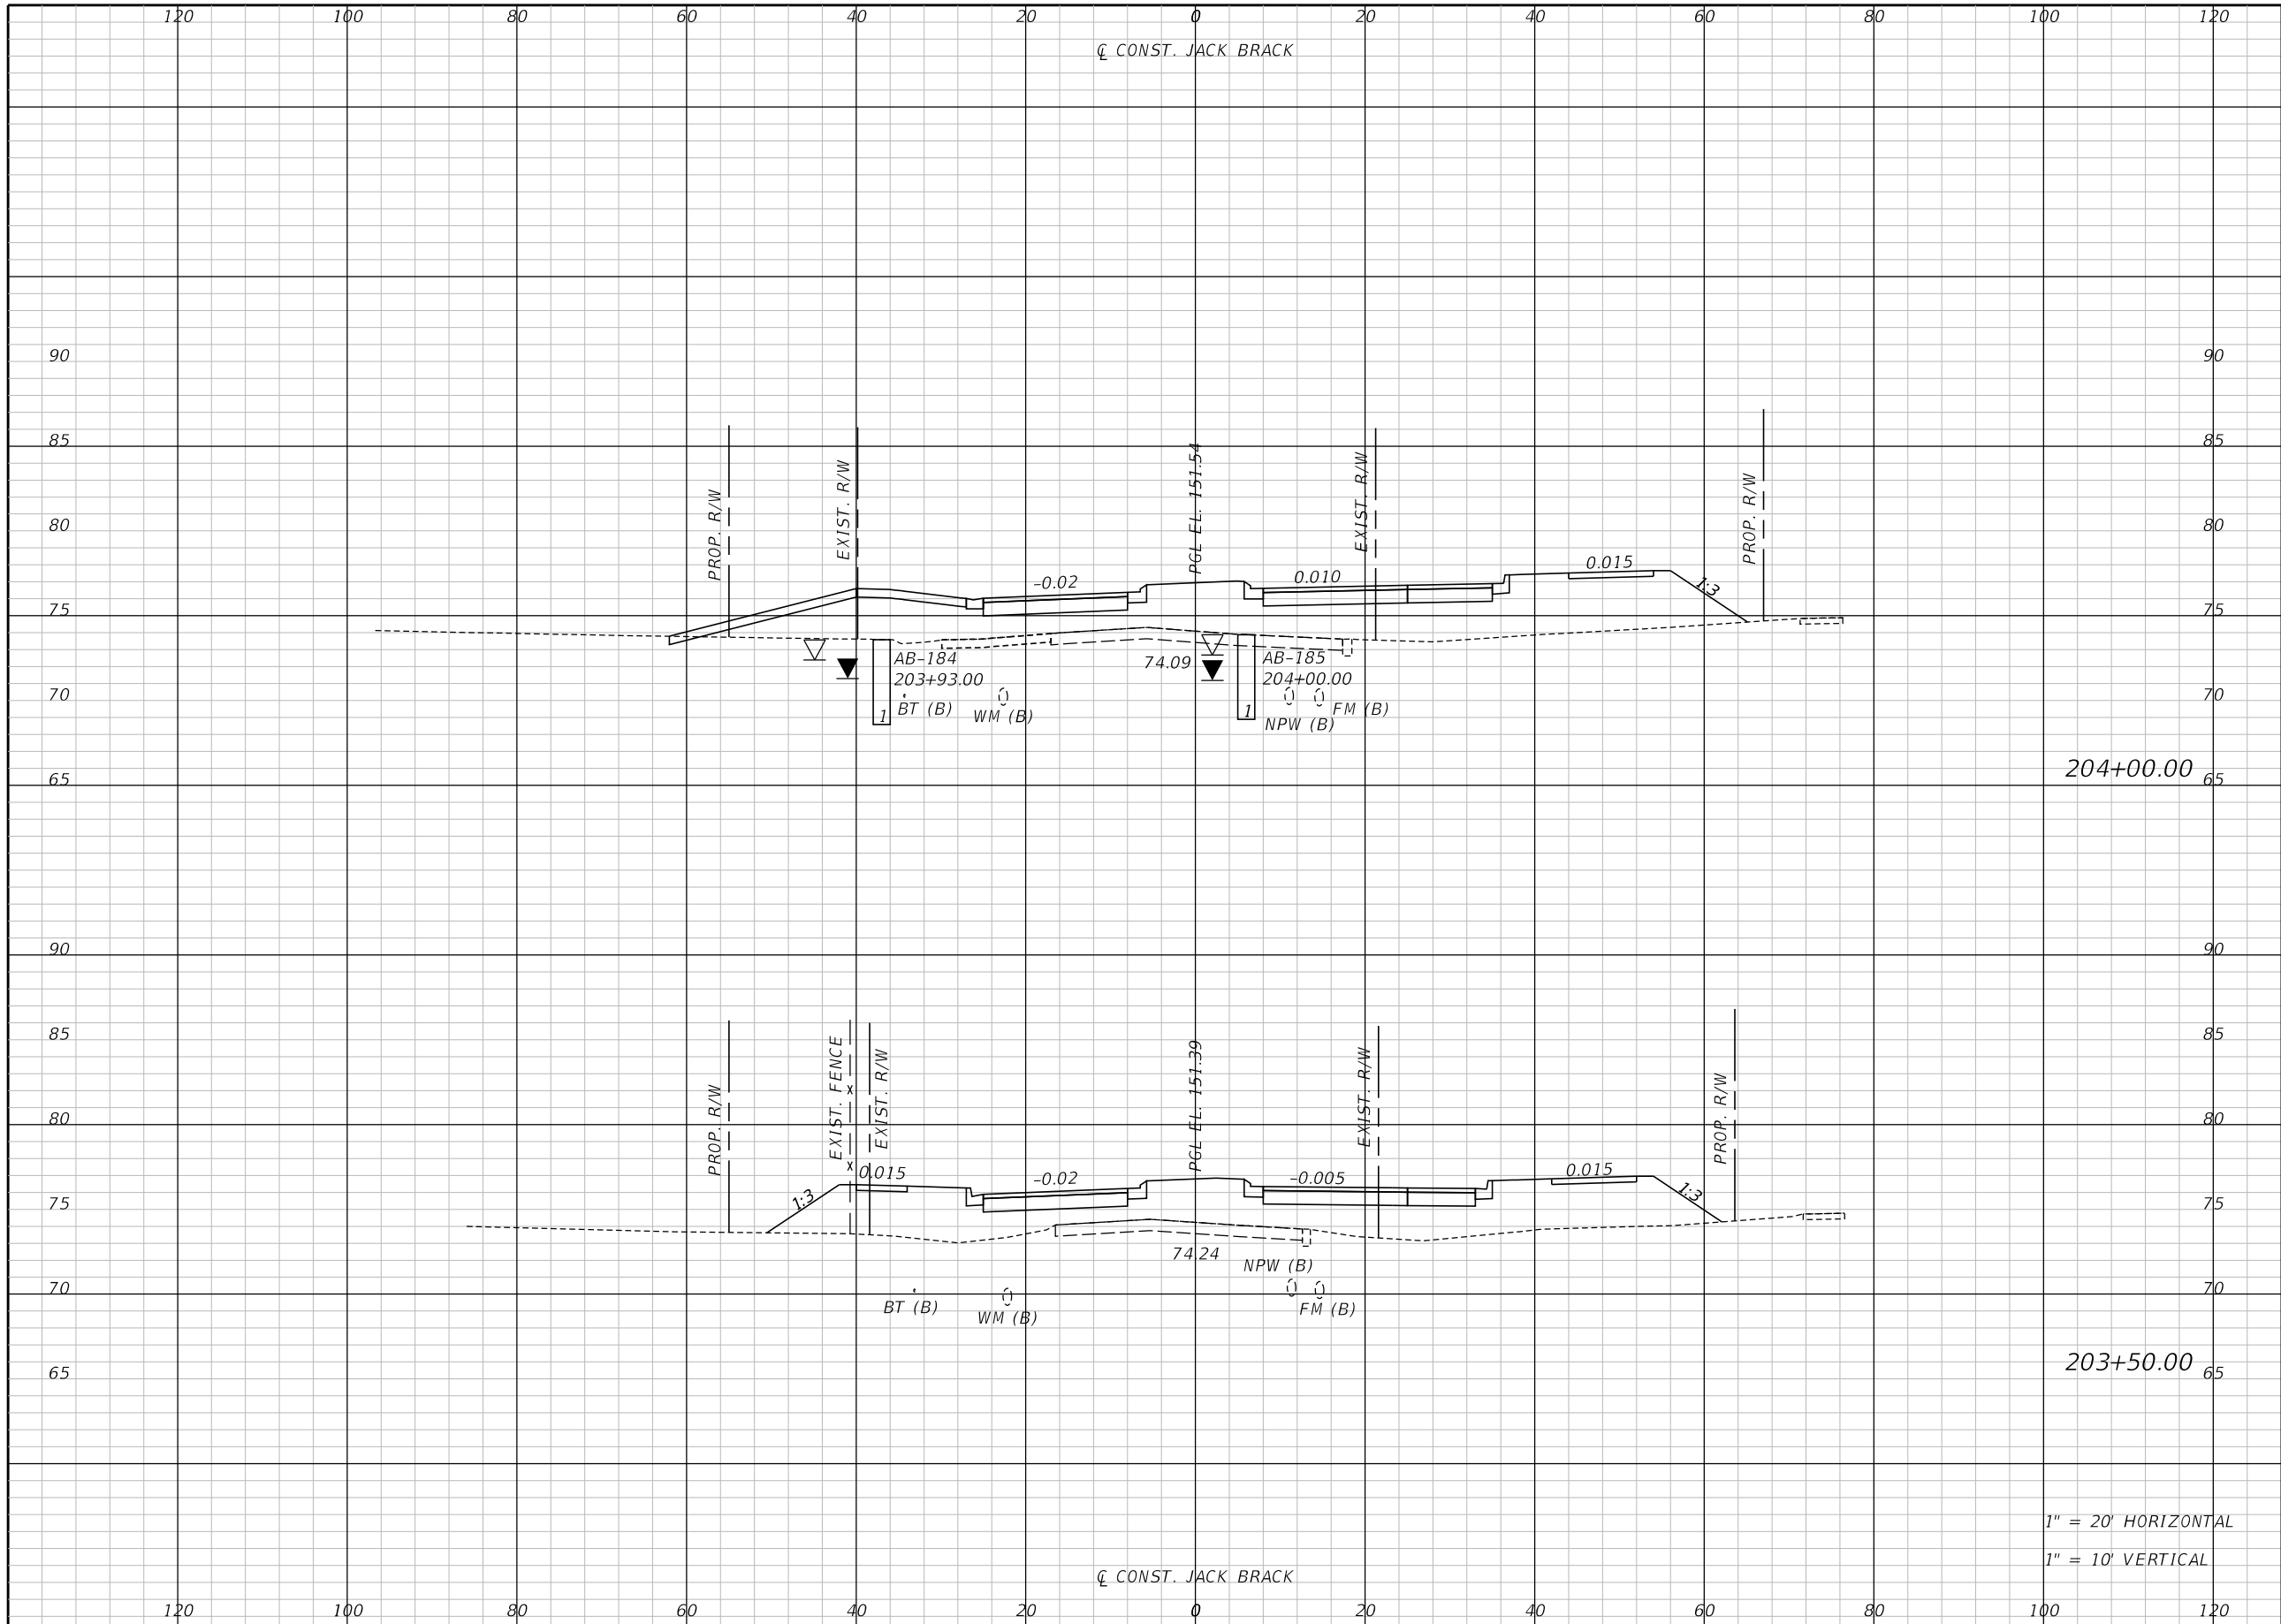 120 100 80 60 40 20 0 20 40 60 80 100 120
℄ CONST. JACK BRACK
90 90
85 85
80 80
75 75
70 70
65 65
PROP. R/W
EXIST. R/W
PGL EL. 151.54
EXIST. R/W
PROP. R/W
-0.02
0.010
0.015
1:3
74.09
AB-184
203+93.00
AB-185
204+00.00
1
BT (B)
WM (B)
1
NPW (B)
FM (B)
204+00.00
90 90
85 85
80 80
75 75
70 70
65 65
PROP. R/W
EXIST. FENCE
X
X
EXIST. R/W
PGL EL. 151.39
EXIST. R/W
PROP. R/W
1:3
0.015
-0.02
-0.005
0.015
1:3
74.24
NPW (B)
BT (B)
WM (B)
FM (B)
203+50.00
1" = 20' HORIZONTAL
1" = 10' VERTICAL
℄ CONST. JACK BRACK
120 100 80 60 40 20 0 20 40 60 80 100 120